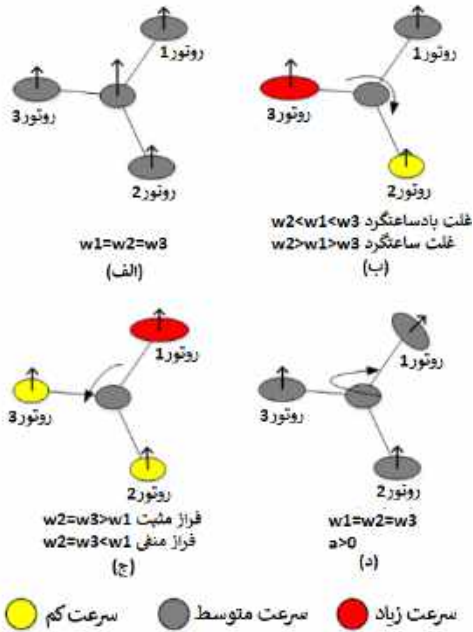 روتور1
روتور3
روتور2
w1=w2=w3
(الف)
روتور1
روتور3
روتور2
غلت پادساعتگرد w2<w1<w3
غلت ساعتگرد w2>w1>w3
(ب)
روتور1
روتور3
روتور2
فراز مثبت w2=w3>w1
فراز منفی w2=w3<w1
(ج)
روتور1
روتور3
روتور2
w1=w2=w3
a>0
(د)
سرعت کم
سرعت متوسط
سرعت زیاد